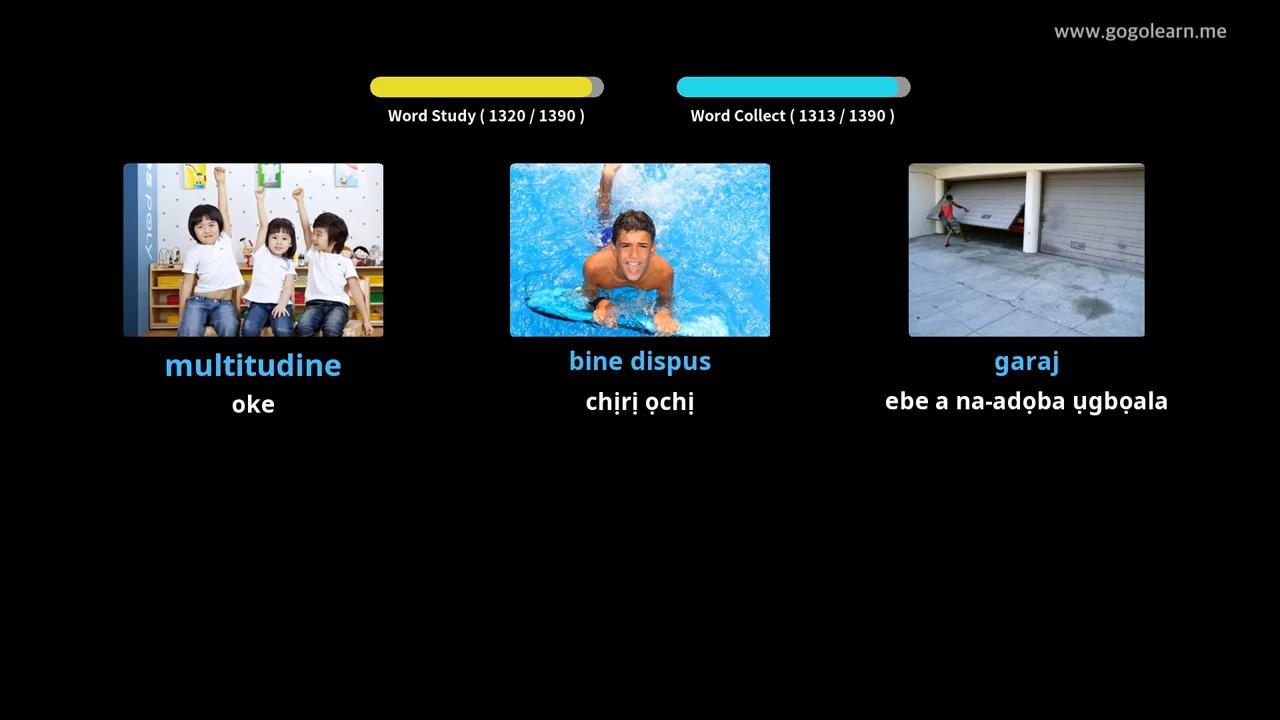 www.gogolearn.me
Word Study ( 1320 / 1390 )
Word Collect ( 1313 / 1390 )
multitudine
oke
bine dispus
chịrị ọchị
garaj
ebe a na-adọba ụgbọala